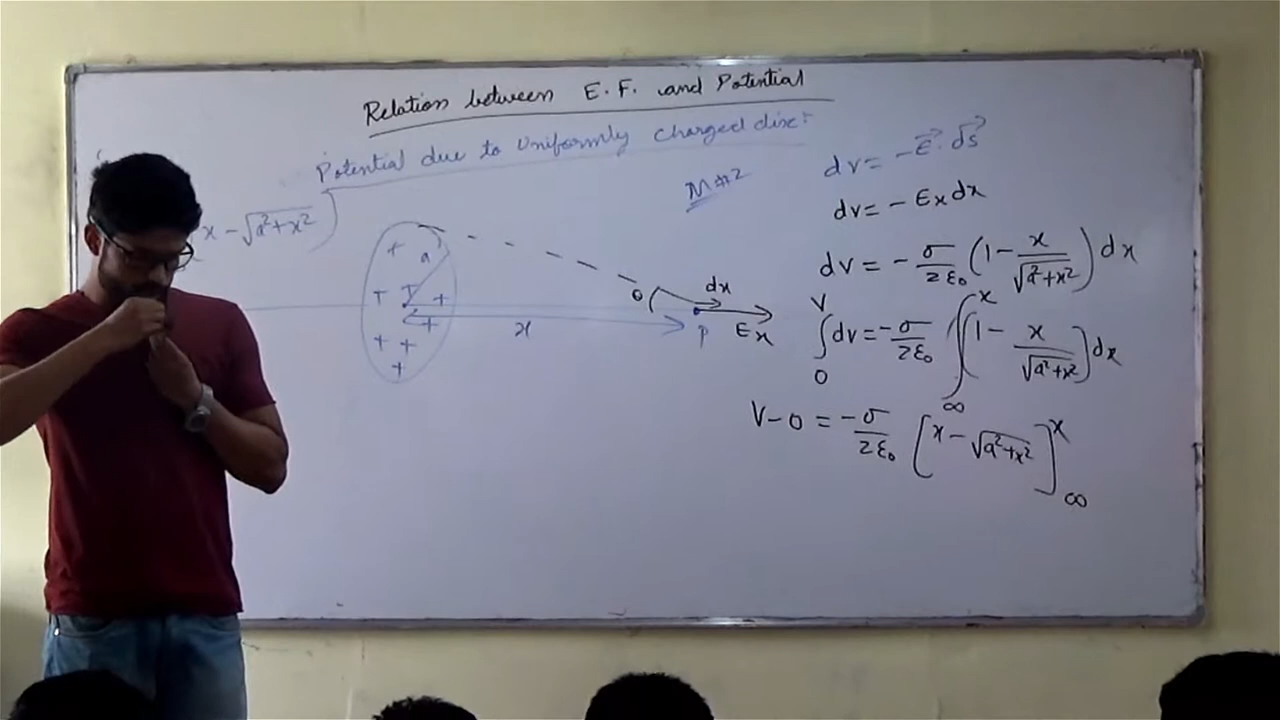 Relation between E.F. and Potential
Potential due to Uniformly charged disc:
M#2
x - √(a²+x²) )
+ a
+ + +
+ + +
θ
dx
x
P
Ex
dv = -E⃗. ds⃗
dv = - Ex dx
dv = - σ/2ε₀ (1 - x/√(a²+x²)) dx
∫₀ⱽ dv = -σ/2ε₀ ∫∞ˣ (1 - x/√(a²+x²)) dx
V-0 = -σ/2ε₀ [x - √(a²+x²)]∞ˣ